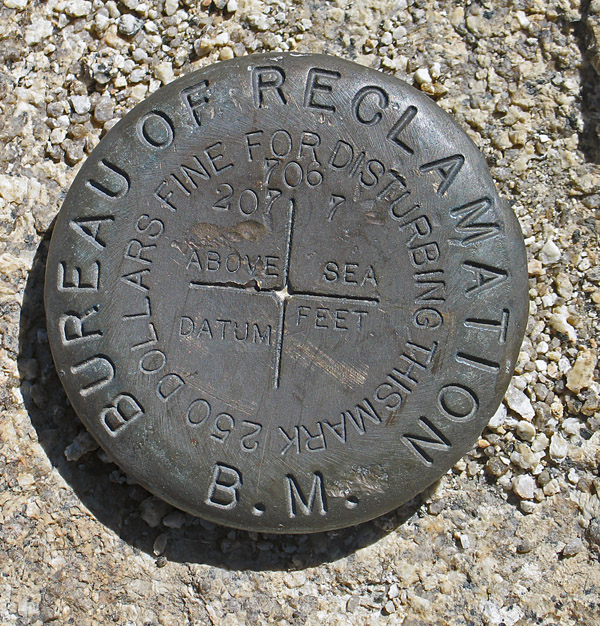 BUREAU OF RECLAMATION
B.M.
250 DOLLARS FINE FOR DISTURBING THIS MARK
706
207 7
ABOVE SEA
DATUM FEET.